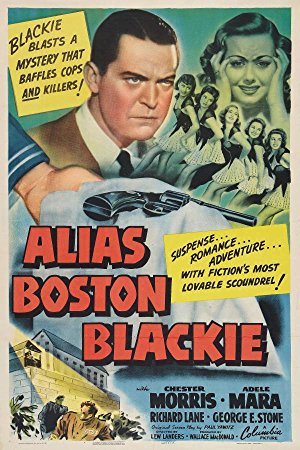 BLACKIE
BLASTS A
MYSTERY THAT
BAFFLES COPS
AND KILLERS!
ALIAS
BOSTON
BLACKIE
SUSPENSE...
ROMANCE...
ADVENTURE...
WITH FICTION'S MOST
LOVABLE SCOUNDREL!
with
CHESTER ADELE
MORRIS · MARA
RICHARD LANE · GEORGE E. STONE
Original Screen Play by PAUL YAWITZ
DIRECTED BY PRODUCED BY
LEW LANDERS · WALLACE MacDONALD · A Columbia
PICTURE